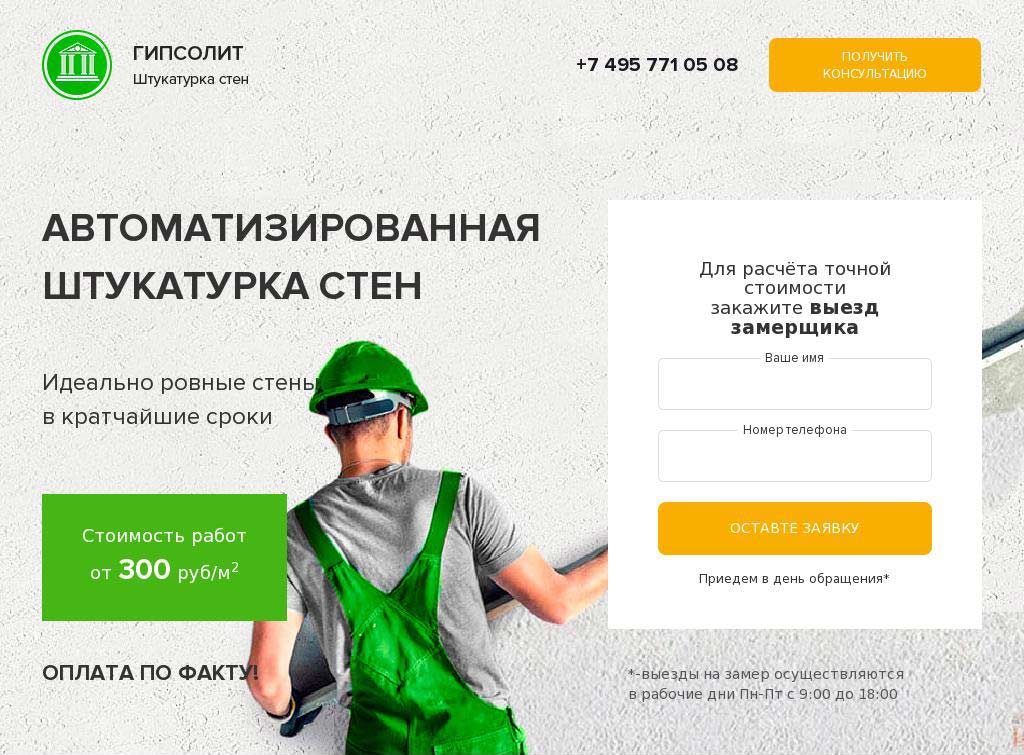 ГИПСОЛИТ
Штукатурка стен
+7 495 771 05 08
ПОЛУЧИТЬ
КОНСУЛЬТАЦИЮ
АВТОМАТИЗИРОВАННАЯ
ШТУКАТУРКА СТЕН
Идеально ровные стены
в кратчайшие сроки
Стоимость работ
от 300 руб/м²
ОПЛАТА ПО ФАКТУ!
Для расчёта точной
стоимости
закажите выезд
замерщика
Ваше имя
Номер телефона
ОСТАВТЕ ЗАЯВКУ
Приедем в день обращения*
*-выезды на замер осуществляются
в рабочие дни Пн-Пт с 9:00 до 18:00